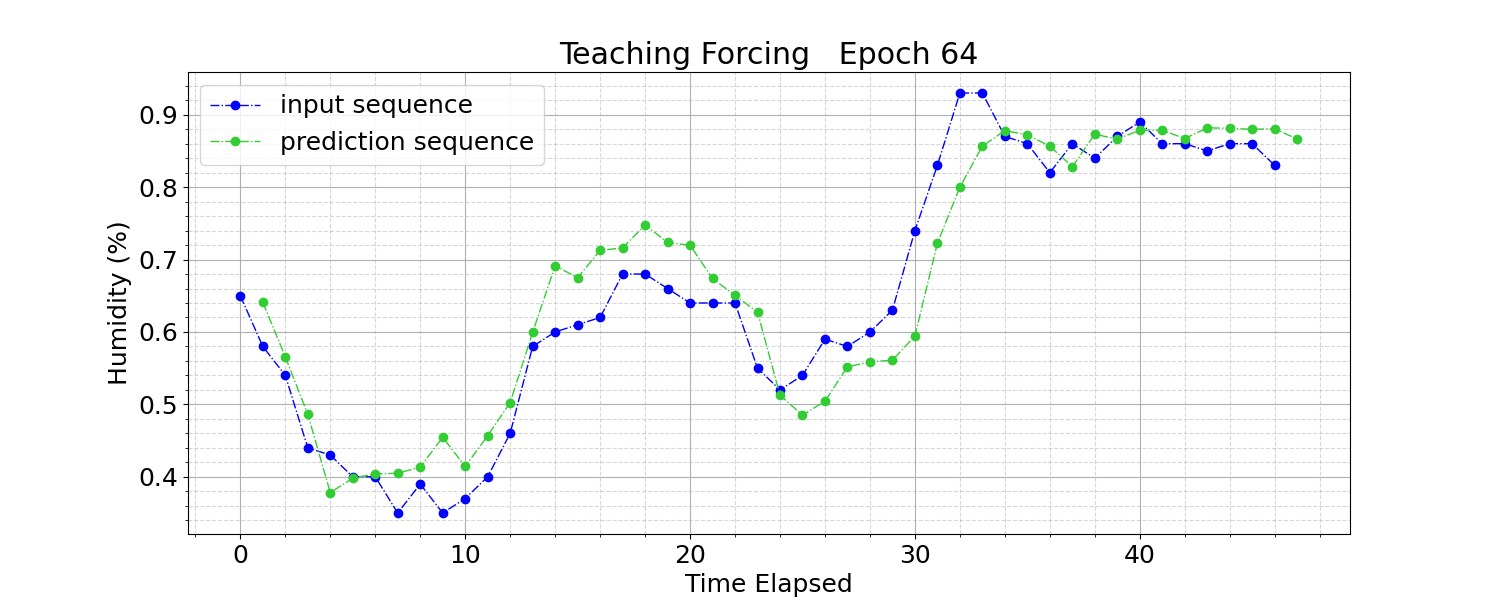 Teaching Forcing   Epoch 64
input sequence
prediction sequence
Humidity (%)
0.9
0.8
0.7
0.6
0.5
0.4
0 10 20 30 40
Time Elapsed